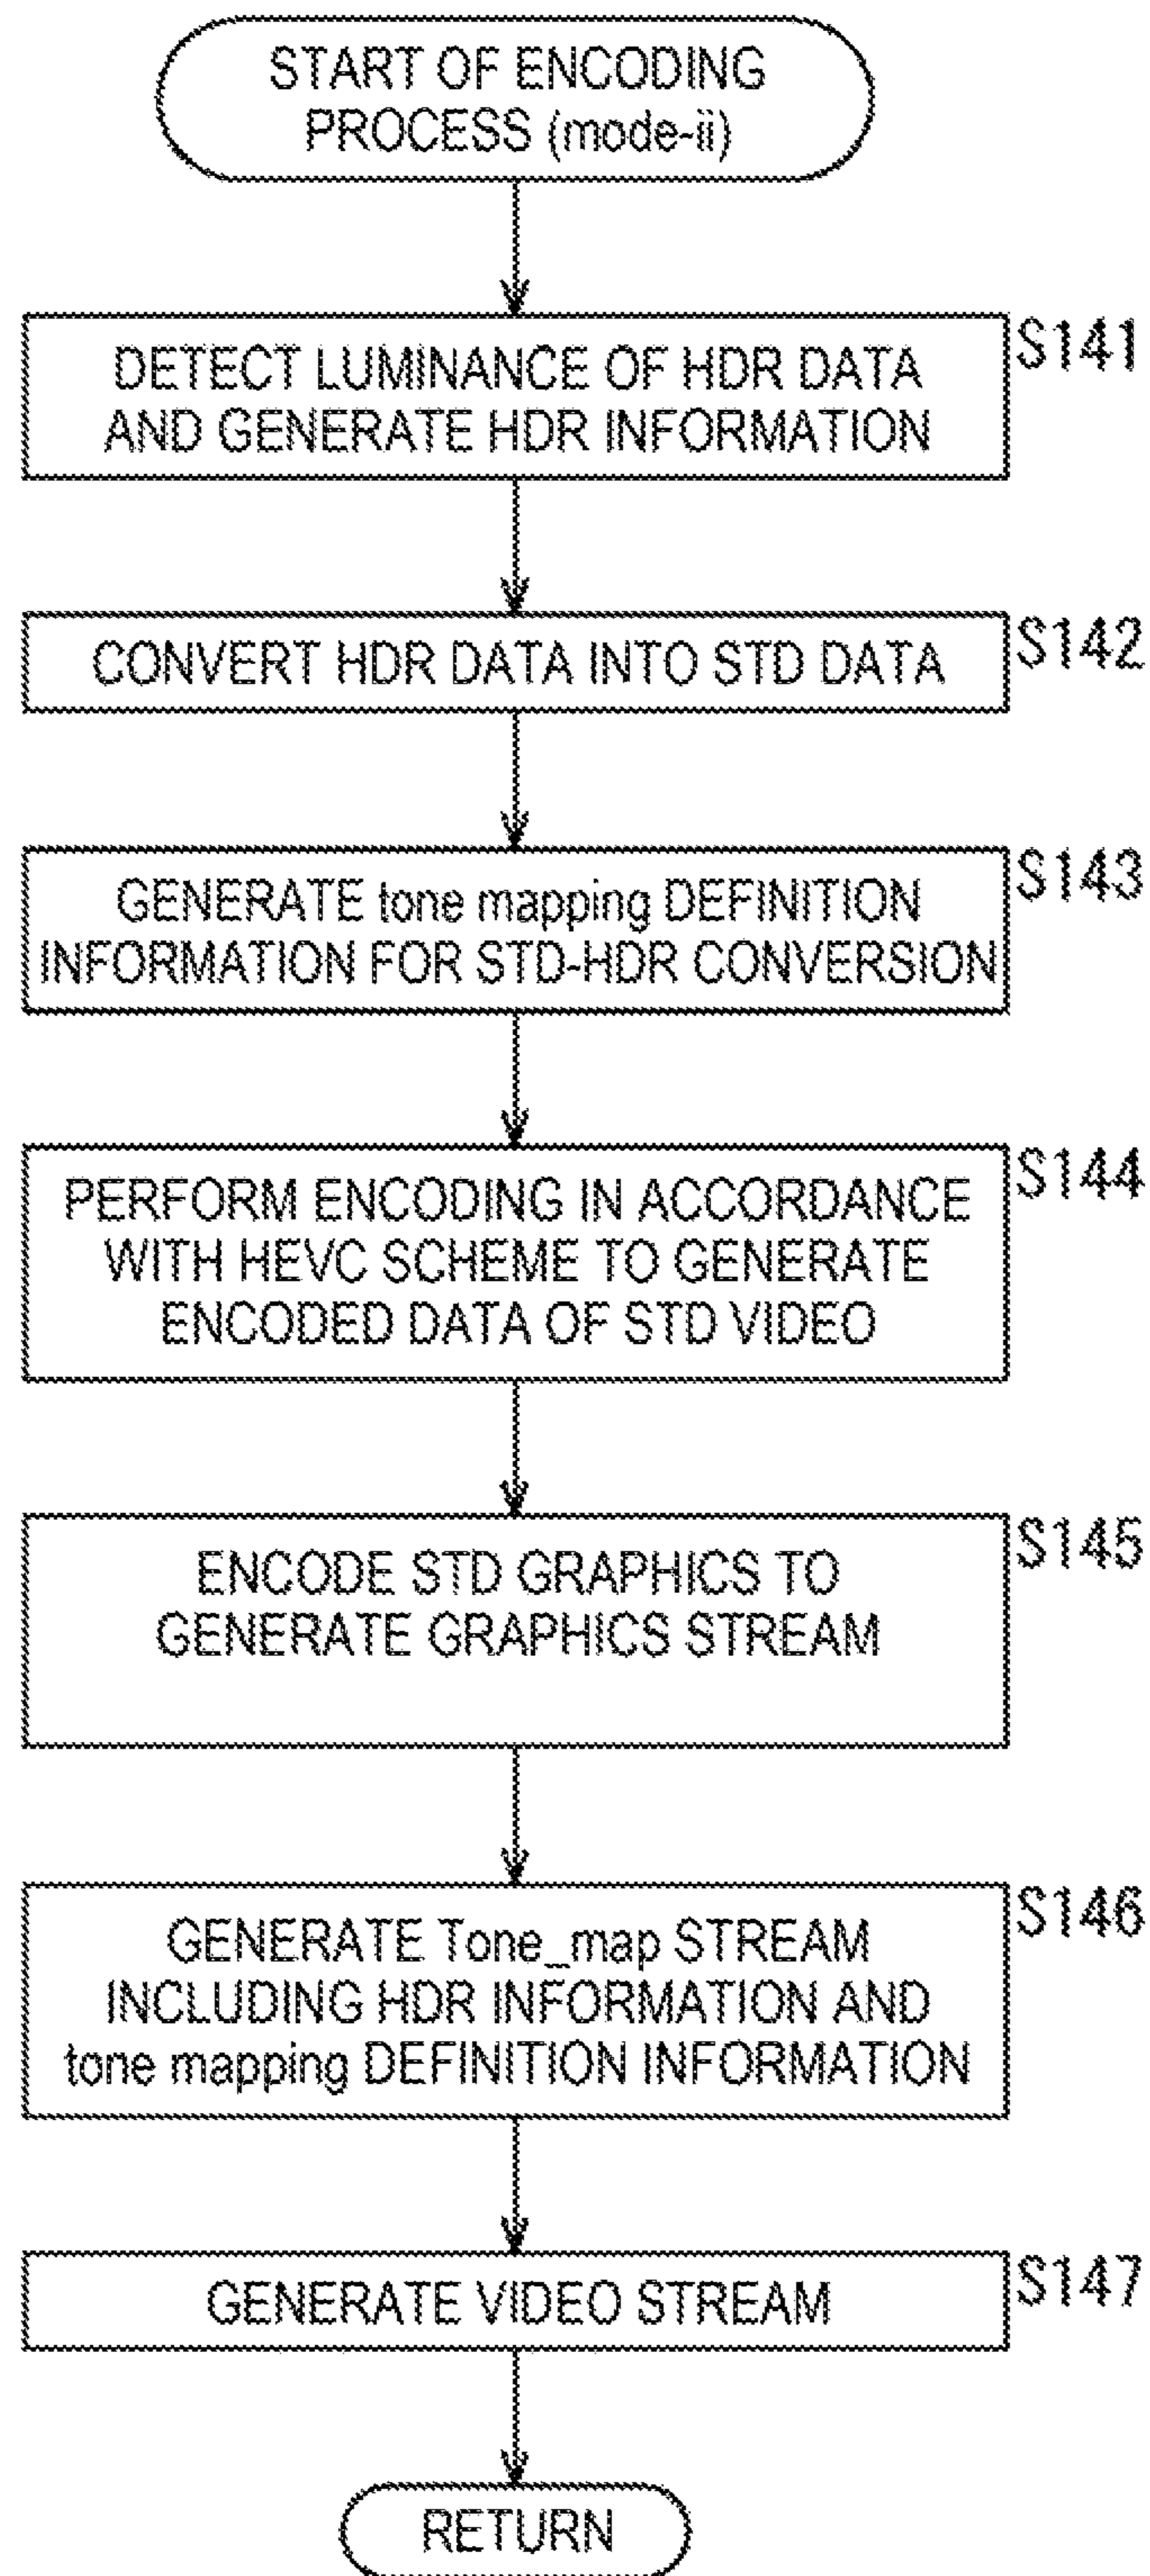 START OF ENCODING
PROCESS (mode-ii)
S141
DETECT LUMINANCE OF HDR DATA
AND GENERATE HDR INFORMATION
S142
CONVERT HDR DATA INTO STD DATA
S143
GENERATE tone mapping DEFINITION
INFORMATION FOR STD-HDR CONVERSION
S144
PERFORM ENCODING IN ACCORDANCE
WITH HEVC SCHEME TO GENERATE
ENCODED DATA OF STD VIDEO
S145
ENCODE STD GRAPHICS TO
GENERATE GRAPHICS STREAM
S146
GENERATE Tone_map STREAM
INCLUDING HDR INFORMATION AND
tone mapping DEFINITION INFORMATION
S147
GENERATE VIDEO STREAM
RETURN